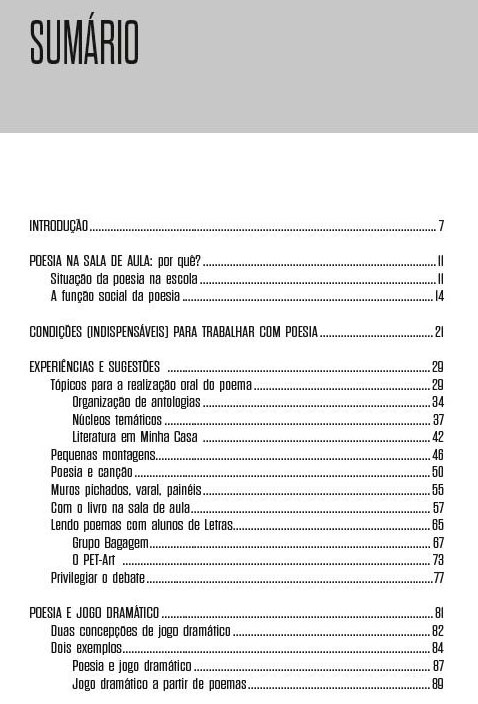 SUMÁRIO
INTRODUÇÃO 7
POESIA NA SALA DE AULA: por quê? 11
Situação da poesia na escola 11
A função social da poesia 14
CONDIÇÕES (INDISPENSÁVEIS) PARA TRABALHAR COM POESIA 21
EXPERIÊNCIAS E SUGESTÕES 29
Tópicos para a realização oral do poema 29
Organização de antologias 34
Núcleos temáticos 37
Literatura em Minha Casa 42
Pequenas montagens 46
Poesia e canção 50
Muros pichados, varal, painéis 55
Com o livro na sala de aula 57
Lendo poemas com alunos de Letras 65
Grupo Bagagem 67
O PET-Art 73
Privilegiar o debate 77
POESIA E JOGO DRAMÁTICO 81
Duas concepções de jogo dramático 82
Dois exemplos 84
Poesia e jogo dramático 87
Jogo dramático a partir de poemas 89